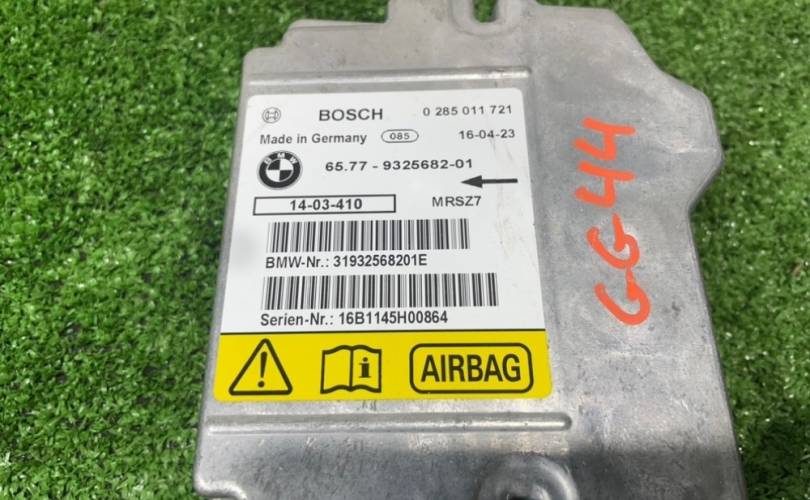 BOSCH 0 285 011 721
Made in Germany 085 16-04-23
BMW 65.77 - 9325682-01
14-03-410 MRSZ7
BMW-Nr.: 31932568201E
Serien-Nr.: 16B1145H00864
AIRBAG
GG44